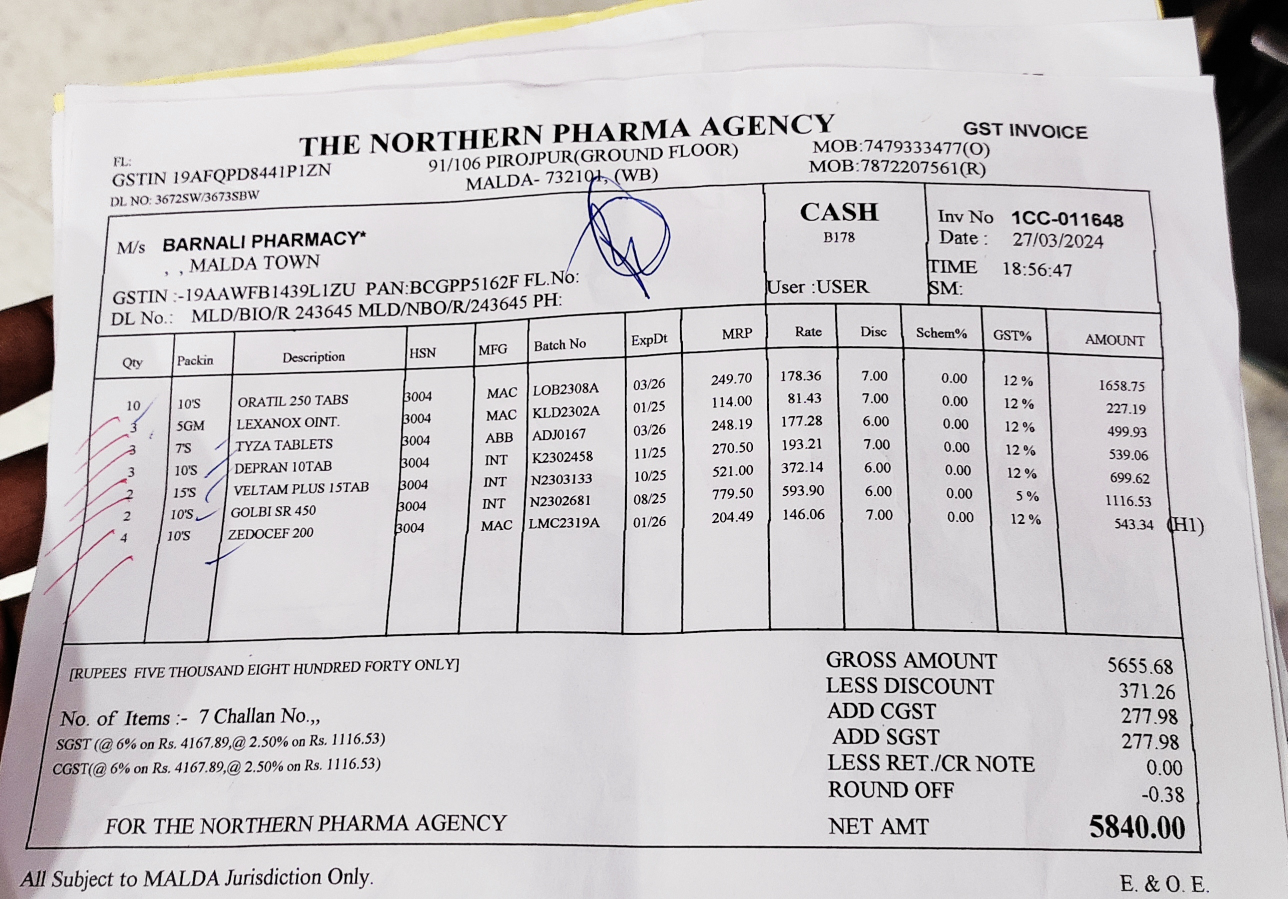 THE NORTHERN PHARMA AGENCY
GST INVOICE
FL:
GSTIN 19AFQPD8441P1ZN
DL NO: 3672SW/3673SBW
91/106 PIROJPUR(GROUND FLOOR)
MALDA- 732101, (WB)
MOB:7479333477(O)
MOB:7872207561(R)
M/s BARNALI PHARMACY*
, , MALDA TOWN
GSTIN :-19AAWFB1439L1ZU PAN:BCGPP5162F FL.No:
DL No.: MLD/BIO/R 243645 MLD/NBO/R/243645 PH:
CASH
B178
User :USER
Inv No 1CC-011648
Date : 27/03/2024
TIME 18:56:47
SM:
Qty Packin Description HSN MFG Batch No ExpDt MRP Rate Disc Schem% GST% AMOUNT
10 10'S ORATIL 250 TABS 3004 MAC LOB2308A 03/26 249.70 178.36 7.00 0.00 12 % 1658.75
3 5GM LEXANOX OINT. 3004 MAC KLD2302A 01/25 114.00 81.43 7.00 0.00 12 % 227.19
3 7'S TYZA TABLETS 3004 ABB ADJ0167 03/26 248.19 177.28 6.00 0.00 12 % 499.93
3 10'S DEPRAN 10TAB 3004 INT K2302458 11/25 270.50 193.21 7.00 0.00 12 % 539.06
2 15'S VELTAM PLUS 15TAB 3004 INT N2303133 10/25 521.00 372.14 6.00 0.00 12 % 699.62
2 10'S GOLBI SR 450 3004 INT N2302681 08/25 779.50 593.90 6.00 0.00 5 % 1116.53
4 10'S ZEDOCEF 200 3004 MAC LMC2319A 01/26 204.49 146.06 7.00 0.00 12 % 543.34 (H1)
[RUPEES FIVE THOUSAND EIGHT HUNDRED FORTY ONLY]
No. of Items :- 7 Challan No.,,
SGST (@ 6% on Rs. 4167.89,@ 2.50% on Rs. 1116.53)
CGST(@ 6% on Rs. 4167.89,@ 2.50% on Rs. 1116.53)
GROSS AMOUNT 5655.68
LESS DISCOUNT 371.26
ADD CGST 277.98
ADD SGST 277.98
LESS RET./CR NOTE 0.00
ROUND OFF -0.38
FOR THE NORTHERN PHARMA AGENCY
NET AMT 5840.00
All Subject to MALDA Jurisdiction Only.
E. & O. E.